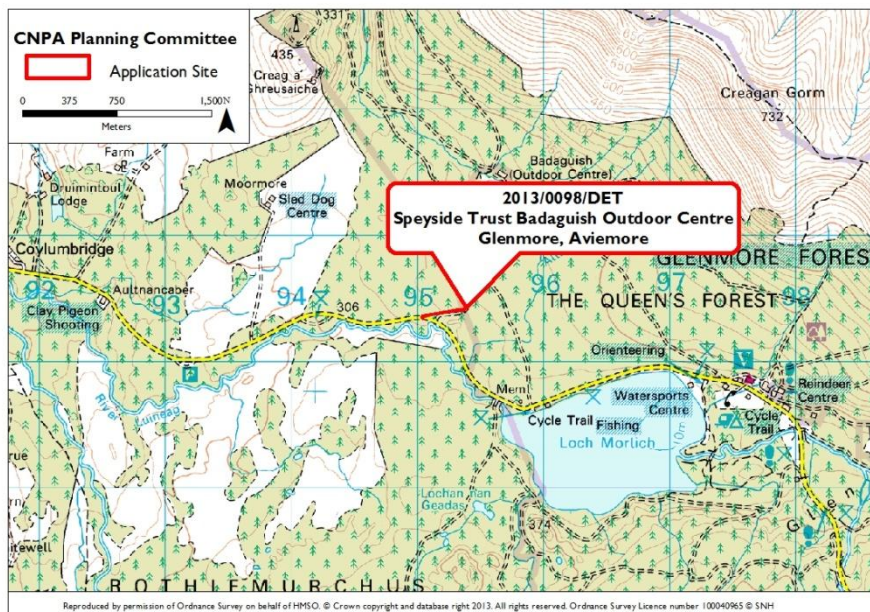 CNPA Planning Committee
Application Site
0 375 750 1,500
N
Meters
331
435
Creag a'
Ghreusaiche
Creagan Gorm
732
Farm
Druimintoul
Lodge
Moormore
Sled Dog
Centre
Badaguish
(Outdoor Centre)
2013/0098/DET
Speyside Trust Badaguish Outdoor Centre
Glenmore, Aviemore
Coylumbridge
GLENMORE FORES
92 93 94 95 96 97 98
Aultnancaber
306
THE QUEEN'S FOREST
Clay Pigeon
Shooting
Orienteering
River
Luineag
Meml
Watersports
Centre
Reindeer
Centre
Cycle Trail
Fishing
10m
Cycle
Trail
Loch Morlich
Lochan nan
Geadas
374
Glen
itewell
ROTHIEMURCHUS
Reproduced by permission of Ordnance Survey on behalf of HMSO. © Crown copyright and database right 2013. All rights reserved. Ordnance Survey Licence number 100040965 © SNH